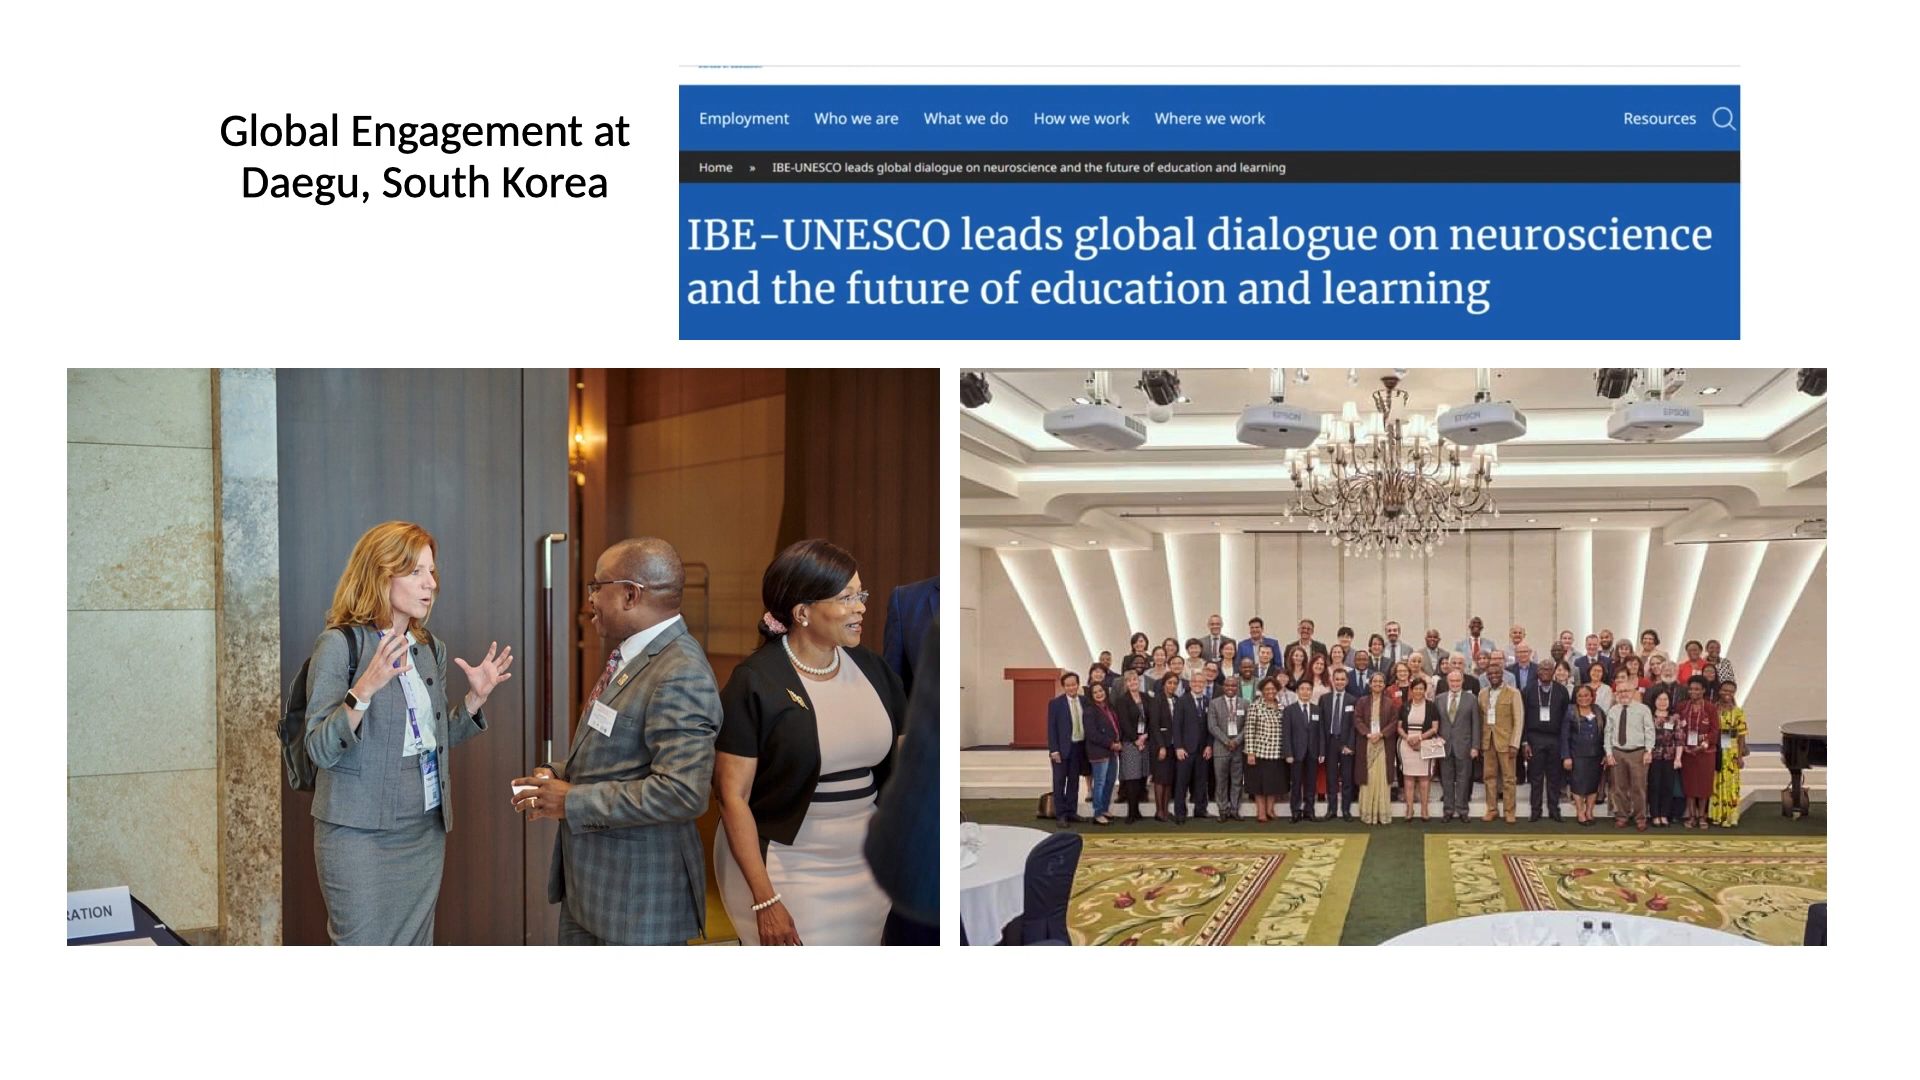 Global Engagement at
Daegu, South Korea
Employment Who we are What we do How we work Where we work Resources
Home » IBE-UNESCO leads global dialogue on neuroscience and the future of education and learning
IBE-UNESCO leads global dialogue on neuroscience
and the future of education and learning
EPSON EPSON EPSON
RATION